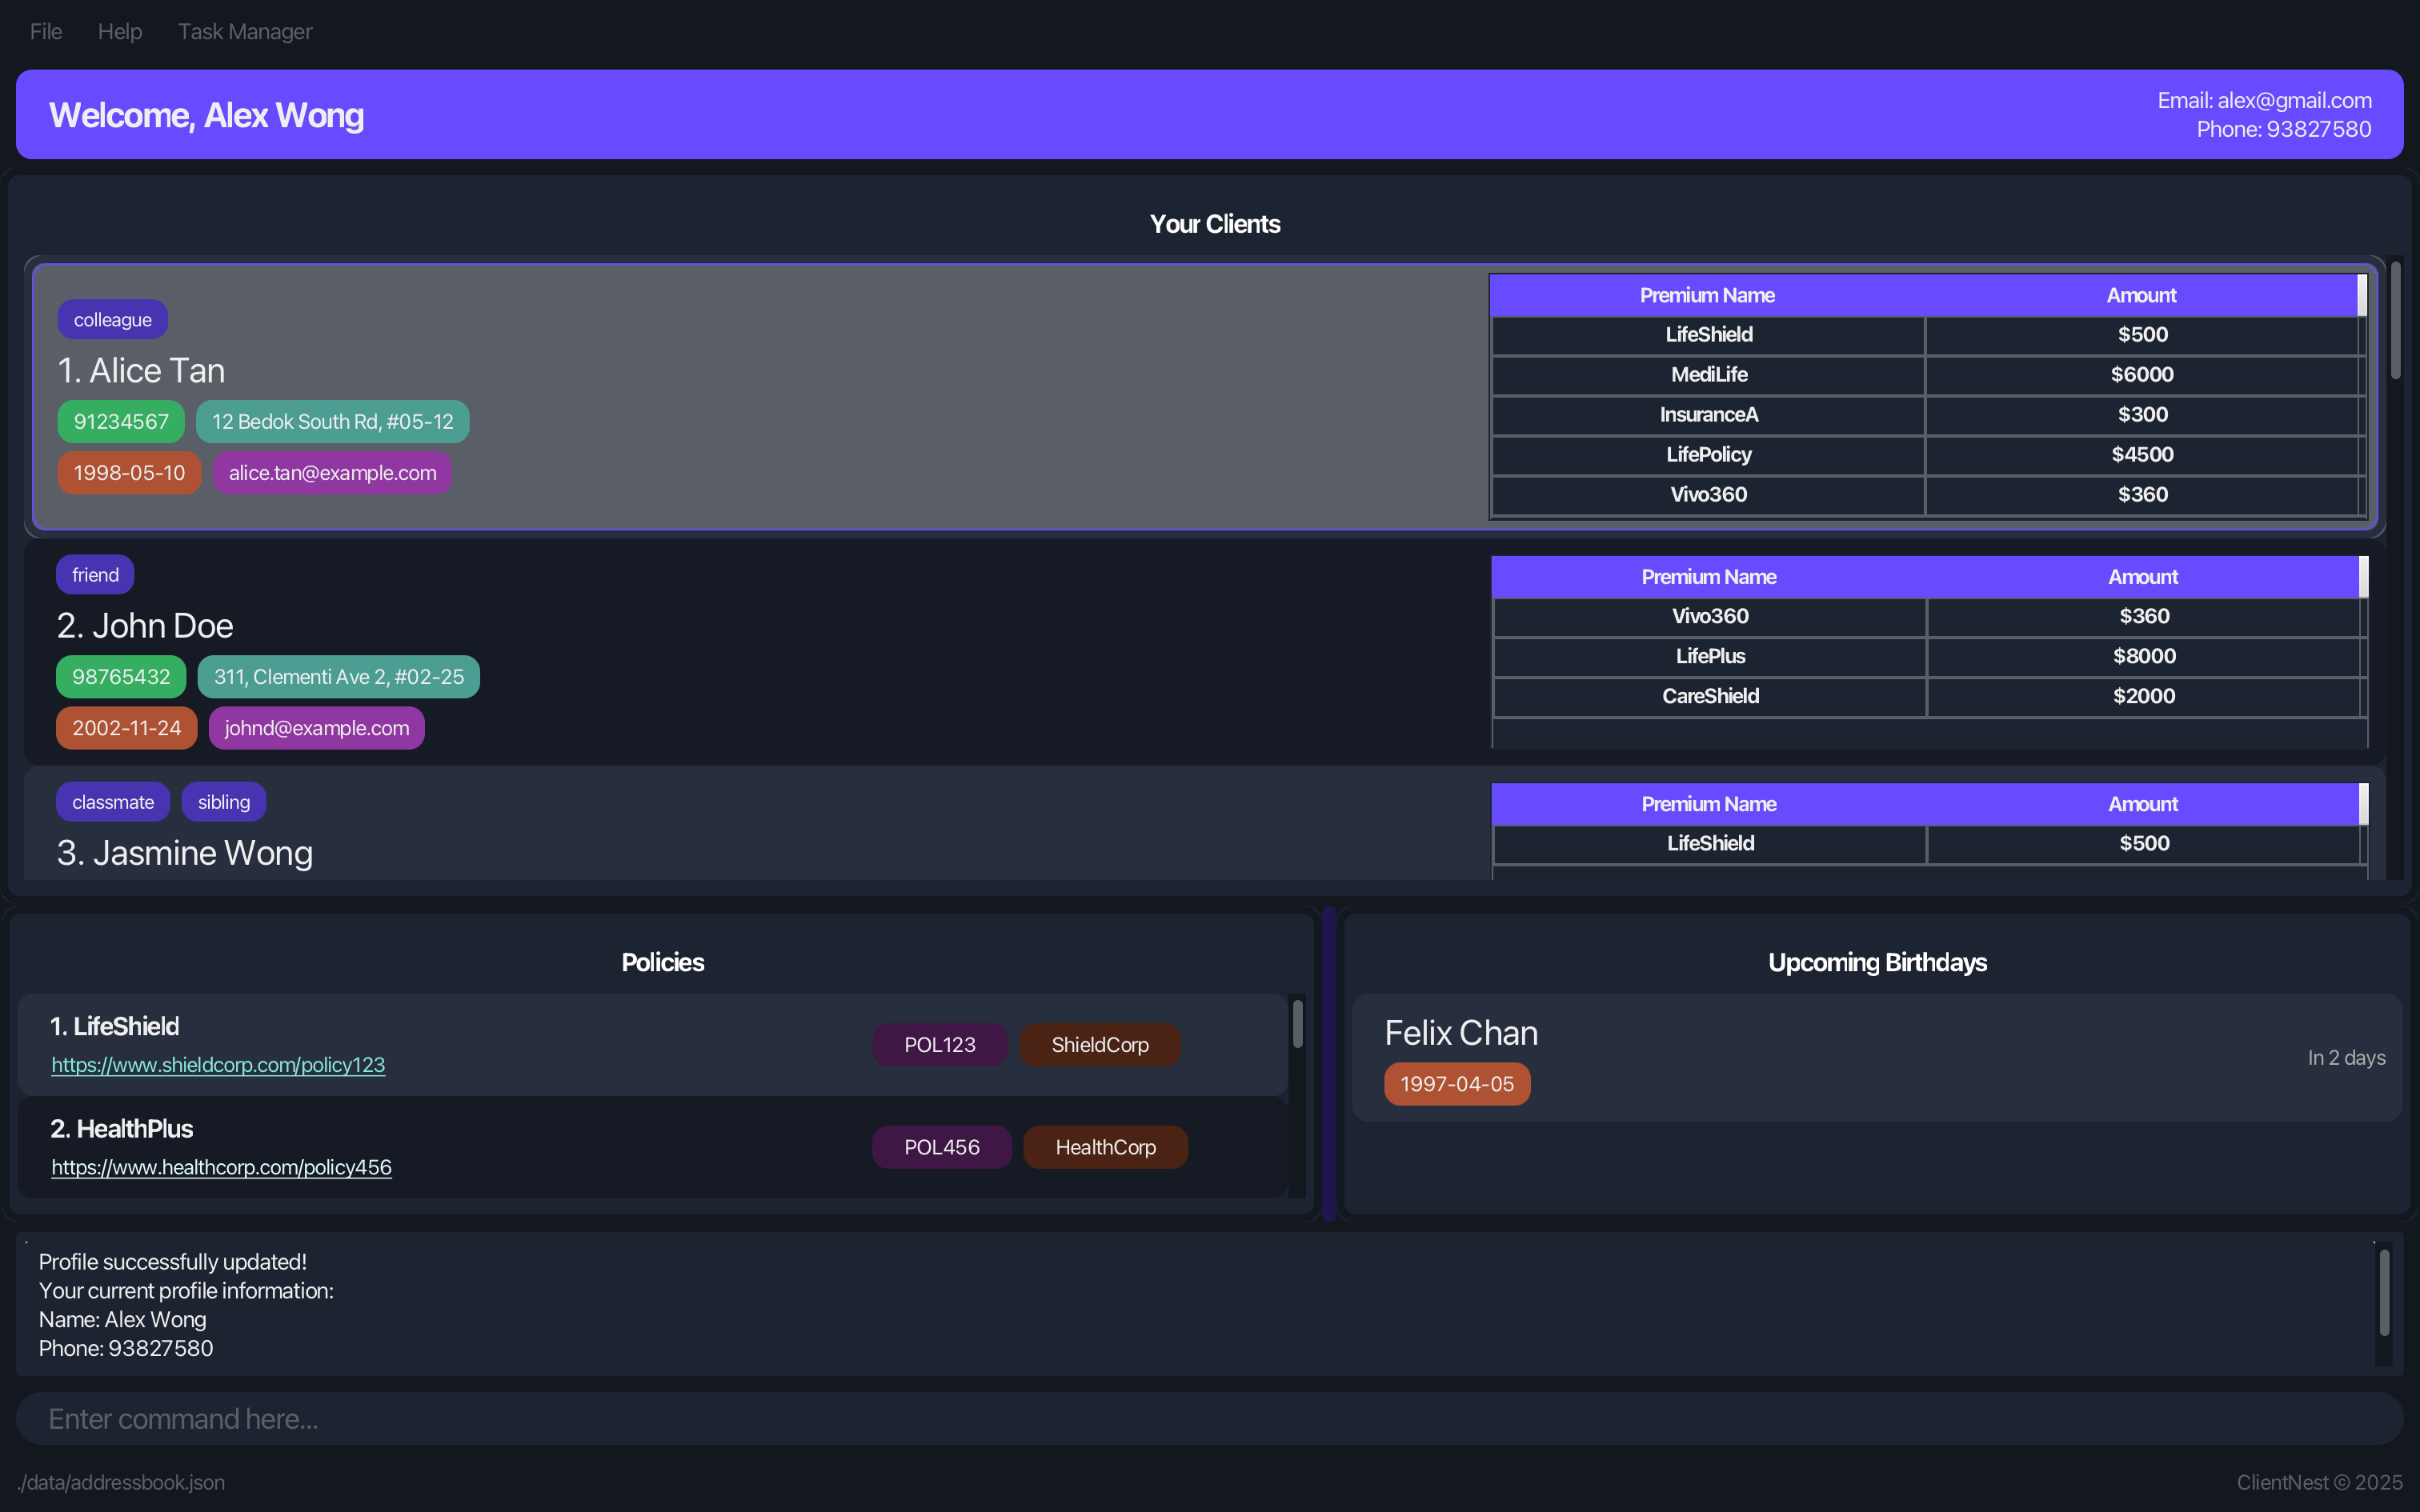 File Help Task Manager
Welcome, Alex Wong
Email: alex@gmail.com
Phone: 93827580
Your Clients
colleague
1. Alice Tan
91234567 12 Bedok South Rd, #05-12
1998-05-10 alice.tan@example.com
Premium Name Amount
LifeShield $500
MediLife $6000
InsuranceA $300
LifePolicy $4500
Vivo360 $360
friend
2. John Doe
98765432 311, Clementi Ave 2, #02-25
2002-11-24 johnd@example.com
Premium Name Amount
Vivo360 $360
LifePlus $8000
CareShield $2000
classmate sibling
3. Jasmine Wong
Premium Name Amount
LifeShield $500
Policies
1. LifeShield
https://www.shieldcorp.com/policy123
POL123 ShieldCorp
2. HealthPlus
https://www.healthcorp.com/policy456
POL456 HealthCorp
Upcoming Birthdays
Felix Chan
1997-04-05
In 2 days
Profile successfully updated!
Your current profile information:
Name: Alex Wong
Phone: 93827580
Enter command here...
./data/addressbook.json
ClientNest © 2025